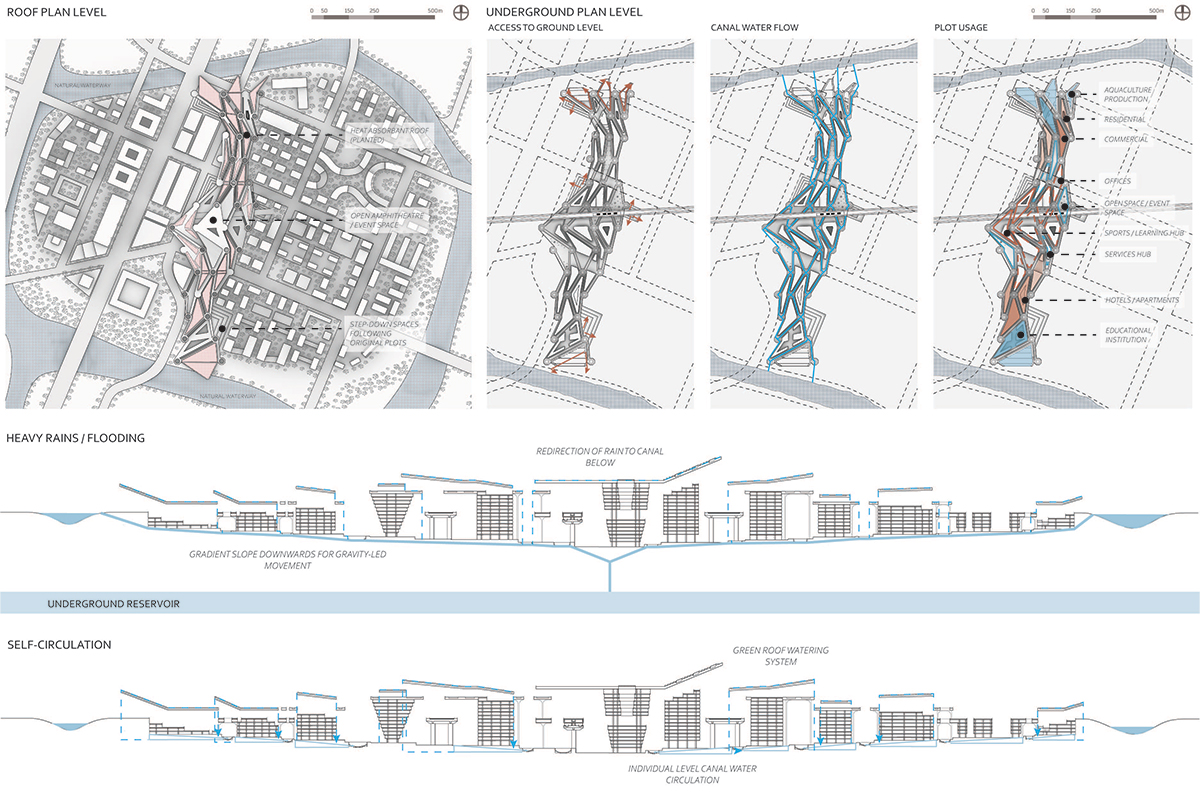 ROOF PLAN LEVEL
0 50 150 250 500m
NATURAL WATERWAY
HEAT ABSORBANT ROOF
(PLANTED)
OPEN AMPHITHEATRE
/ EVENT SPACE
STEP-DOWN SPACES
FOLLOWING
ORIGINAL PLOTS
NATURAL WATERWAY
UNDERGROUND PLAN LEVEL
0 50 150 250 500m
ACCESS TO GROUND LEVEL
CANAL WATER FLOW
PLOT USAGE
AQUACULTURE
PRODUCTION
RESIDENTIAL
COMMERCIAL
OFFICES
OPEN SPACE / EVENT
SPACE
SPORTS / LEARNING HUB
SERVICES HUB
HOTELS / APARTMENTS
EDUCATIONAL
INSTITUTION
HEAVY RAINS / FLOODING
REDIRECTION OF RAIN TO CANAL
BELOW
GRADIENT SLOPE DOWNWARDS FOR GRAVITY-LED
MOVEMENT
UNDERGROUND RESERVOIR
SELF-CIRCULATION
GREEN ROOF WATERING
SYSTEM
INDIVIDUAL LEVEL CANAL WATER
CIRCULATION